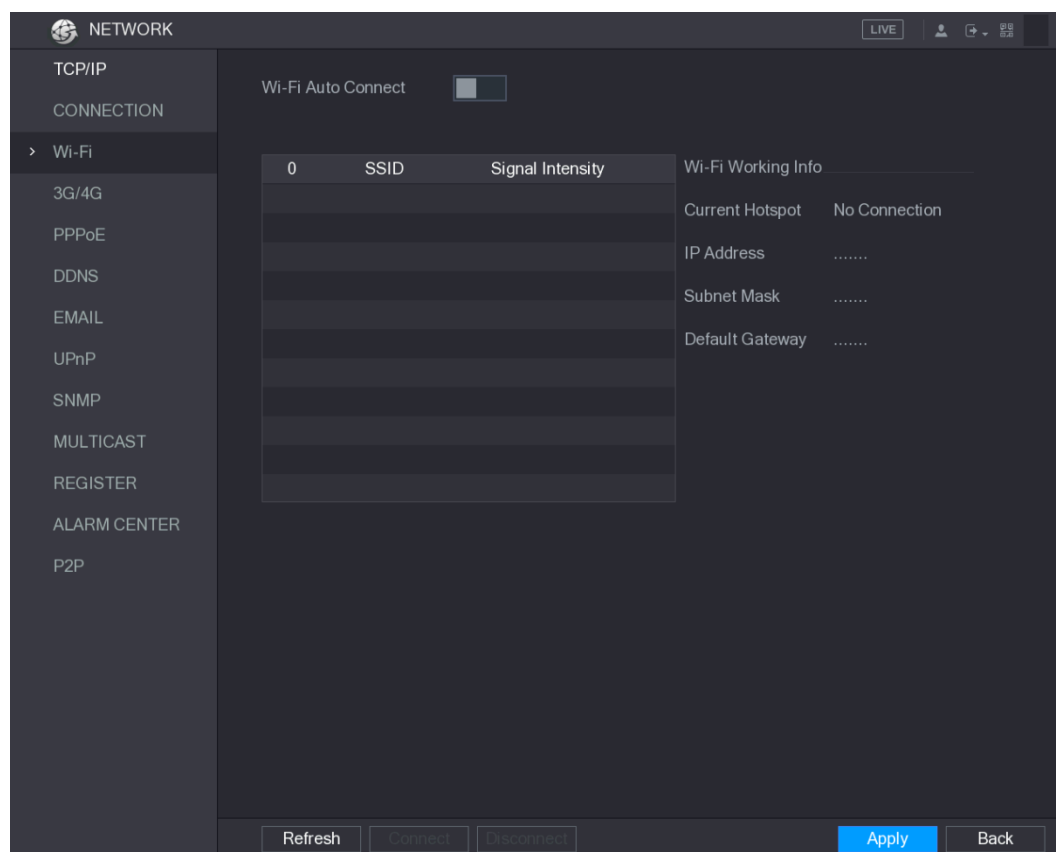 NETWORK
LIVE
TCP/IP
CONNECTION
Wi-Fi
3G/4G
PPPoE
DDNS
EMAIL
UPnP
SNMP
MULTICAST
REGISTER
ALARM CENTER
P2P
Wi-Fi Auto Connect
0 SSID Signal Intensity
Wi-Fi Working Info
Current Hotspot No Connection
IP Address .......
Subnet Mask .......
Default Gateway .......
Refresh Connect Disconnect Apply Back